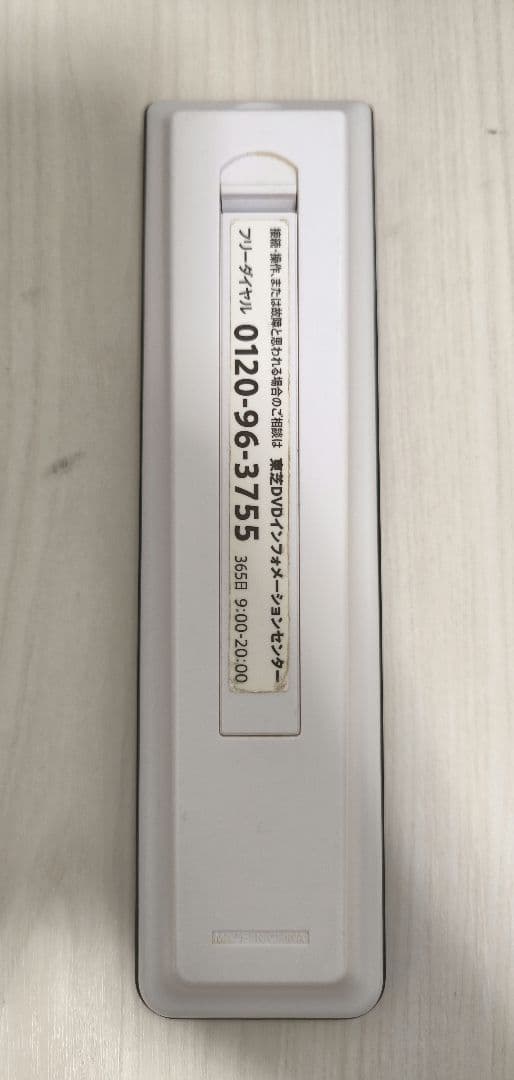 接続・操作、または故障と思われる場合のご相談は 東芝DVDインフォメーションセンター
フリーダイヤル 0120-96-3755 365日 9:00-20:00
MADE IN CHINA